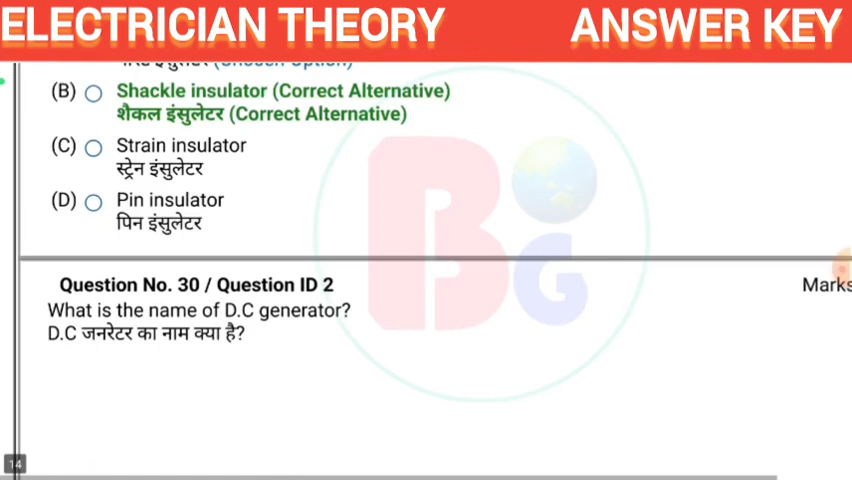 ELECTRICIAN THEORY ANSWER KEY
(B) Shackle insulator (Correct Alternative)
शैकल इंसुलेटर (Correct Alternative)
(C) Strain insulator
स्ट्रेन इंसुलेटर
(D) Pin insulator
पिन इंसुलेटर
Question No. 30 / Question ID 2 Marks
What is the name of D.C generator?
D.C जनरेटर का नाम क्या है?
B G
14